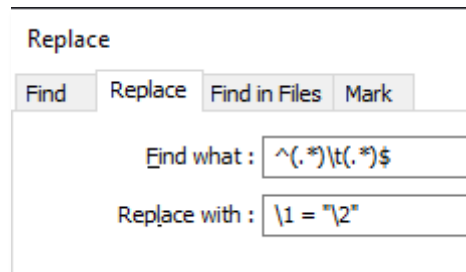 Replace
Find Replace Find in Files Mark
Find what : ^(.*)\t(.*)$
Replace with : \1 = "\2"